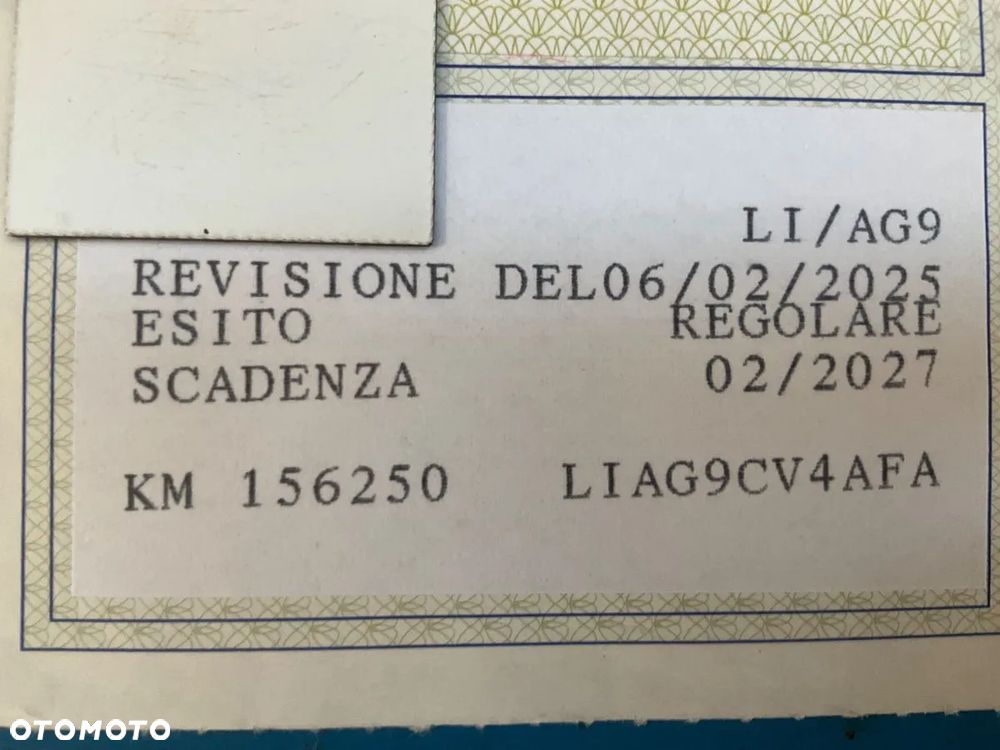 LI/AG9
REVISIONE DEL06/02/2025
ESITO REGOLARE
SCADENZA 02/2027
KM 156250 LIAG9CV4AFA
OTOMOTO